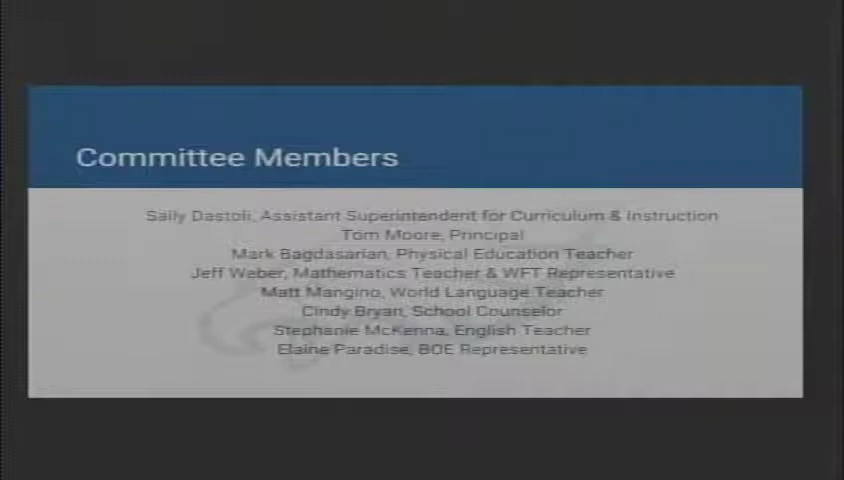 Committee Members
Sally Dastoli, Assistant Superintendent for Curriculum & Instruction
Tom Moore, Principal
Mark Bagdasarian, Physical Education Teacher
Jeff Weber, Mathematics Teacher & WFT Representative
Matt Mangino, World Language Teacher
Cindy Bryan, School Counselor
Stephanie McKenna, English Teacher
Elaine Paradise, BOE Representative